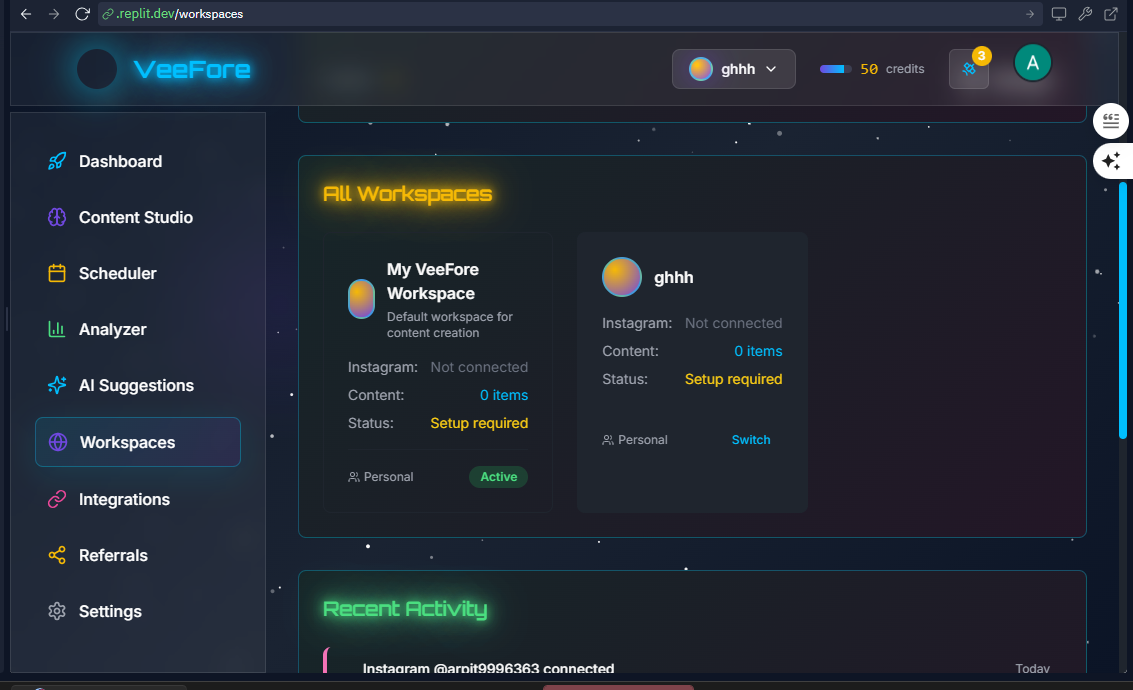 .replit.dev/workspaces
VeeFore
ghhh
50 credits
3
A
Dashboard
Content Studio
Scheduler
Analyzer
AI Suggestions
Workspaces
Integrations
Referrals
Settings
All Workspaces
My VeeFore
Workspace
Default workspace for
content creation
Instagram: Not connected
Content: 0 items
Status: Setup required
Personal Active
ghhh
Instagram: Not connected
Content: 0 items
Status: Setup required
Personal Switch
Recent Activity
Instagram @arpit9996363 connected Today